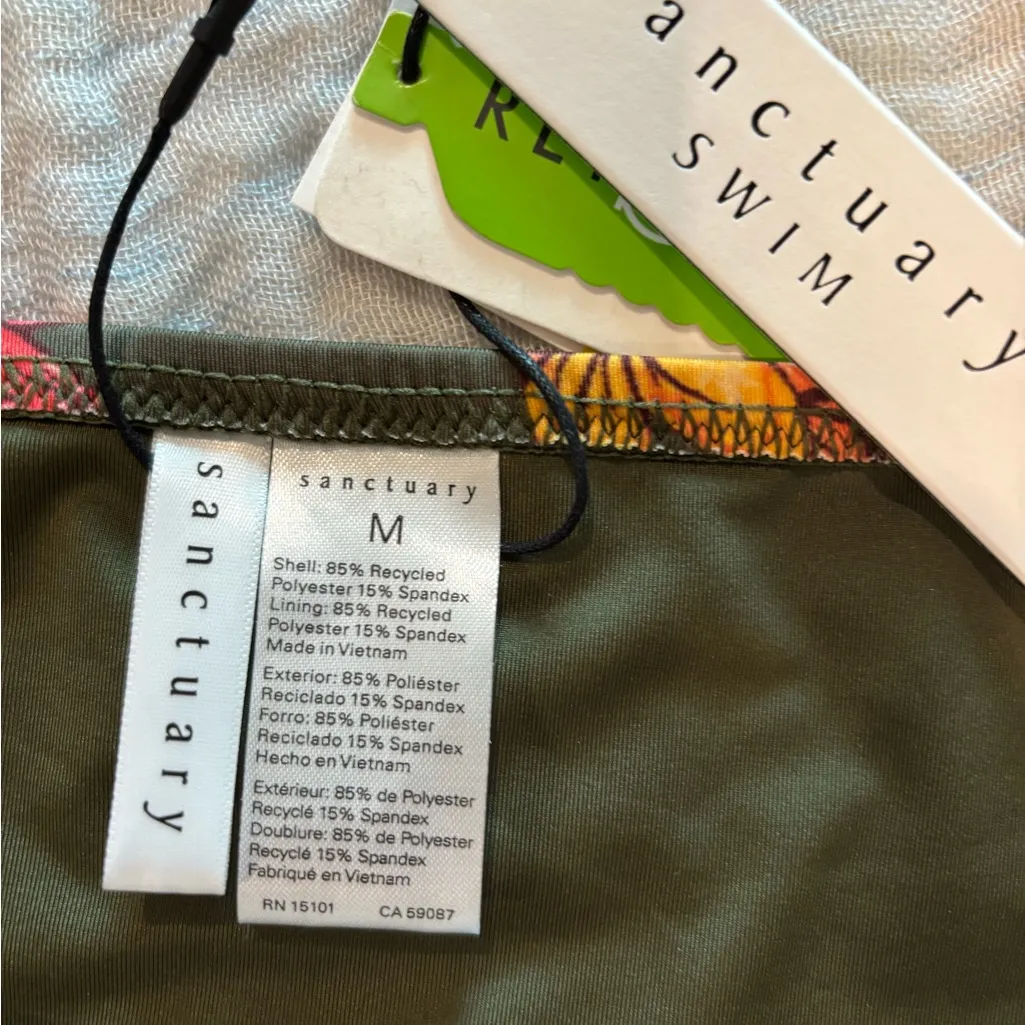 anctuary
SWIM
sanctuary
sanctuary
M
Shell: 85% Recycled
Polyester 15% Spandex
Lining: 85% Recycled
Polyester 15% Spandex
Made in Vietnam
Exterior: 85% Poliéster
Reciclado 15% Spandex
Forro: 85% Poliéster
Reciclado 15% Spandex
Hecho en Vietnam
Extérieur: 85% de Polyester
Recyclé 15% Spandex
Doublure: 85% de Polyester
Recyclé 15% Spandex
Fabriqué en Vietnam
RN 15101 CA 59087